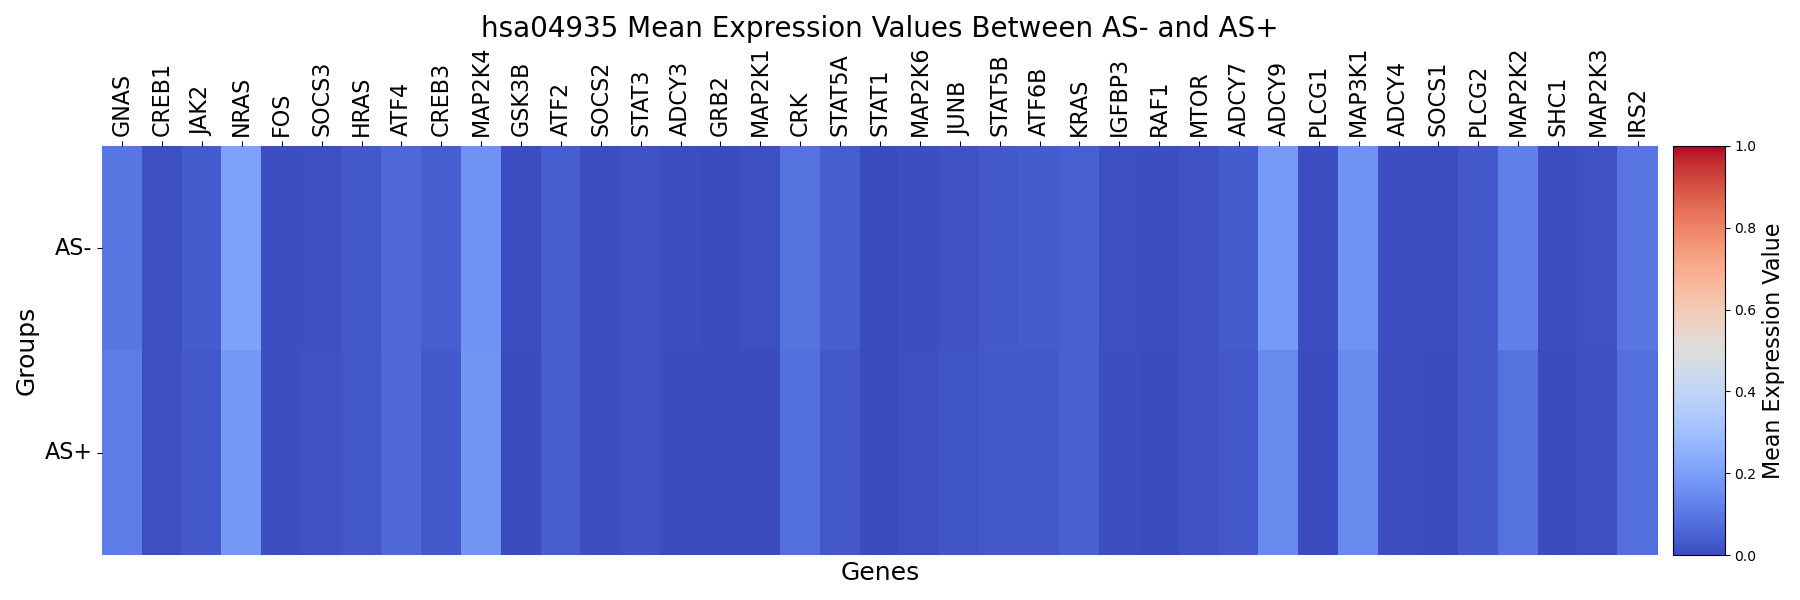 hsa04935 Mean Expression Values Between AS- and AS+
GNAS
CREB1
JAK2
NRAS
FOS
SOCS3
HRAS
ATF4
CREB3
MAP2K4
GSK3B
ATF2
SOCS2
STAT3
ADCY3
GRB2
MAP2K1
CRK
STAT5A
STAT1
MAP2K6
JUNB
STAT5B
ATF6B
KRAS
IGFBP3
RAF1
MTOR
ADCY7
ADCY9
PLCG1
MAP3K1
ADCY4
SOCS1
PLCG2
MAP2K2
SHC1
MAP2K3
IRS2
Groups
AS-
AS+
Genes
1.0
0.8
0.6
0.4
0.2
0.0
Mean Expression Value